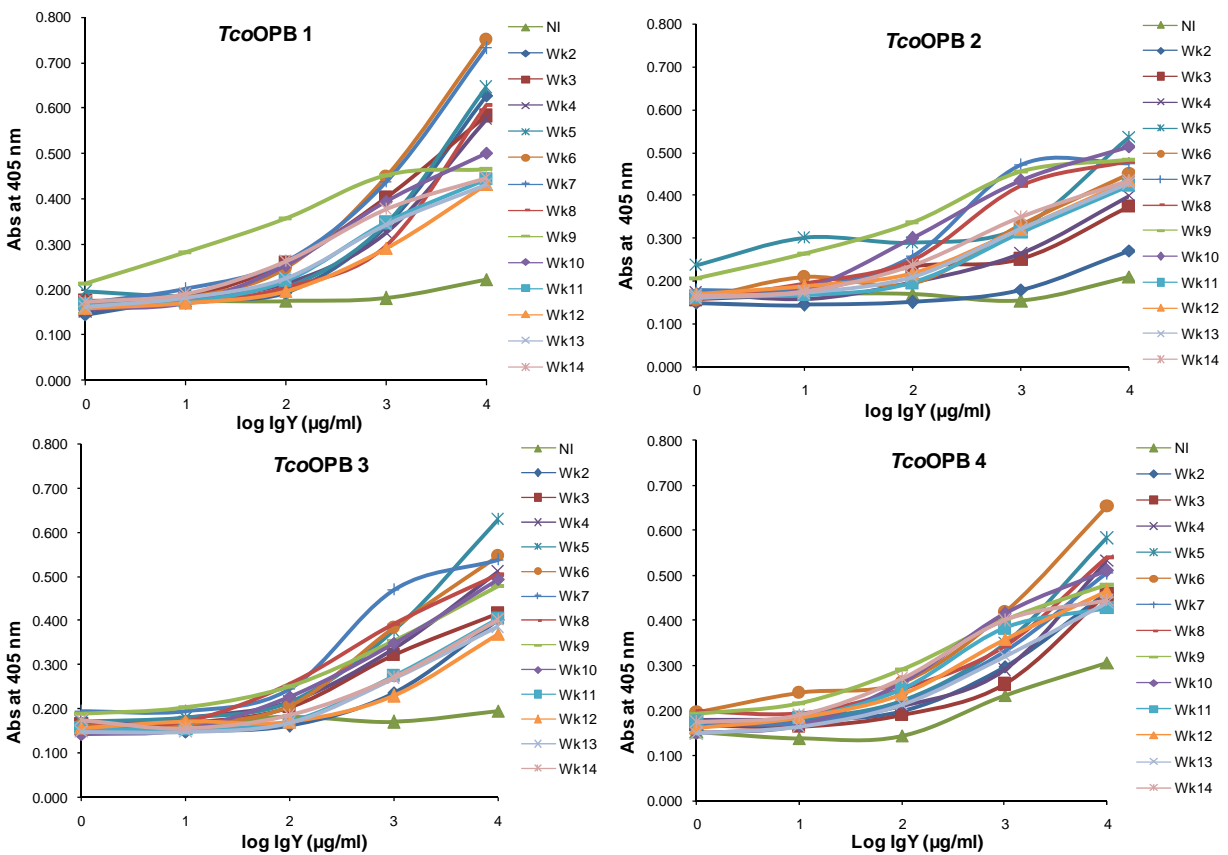 TcoOPB 1
Abs at 405 nm
0.800
0.700
0.600
0.500
0.400
0.300
0.200
0.100
0.000
0 1 2 3 4
log IgY (µg/ml)
NI
Wk2
Wk3
Wk4
Wk5
Wk6
Wk7
Wk8
Wk9
Wk10
Wk11
Wk12
Wk13
Wk14
TcoOPB 2
Abs at 405 nm
0.800
0.700
0.600
0.500
0.400
0.300
0.200
0.100
0.000
0 1 2 3 4
log IgY (µg/ml)
NI
Wk2
Wk3
Wk4
Wk5
Wk6
Wk7
Wk8
Wk9
Wk10
Wk11
Wk12
Wk13
Wk14
TcoOPB 3
Abs at 405 nm
0.800
0.700
0.600
0.500
0.400
0.300
0.200
0.100
0.000
0 1 2 3 4
log IgY (µg/ml)
NI
Wk2
Wk3
Wk4
Wk5
Wk6
Wk7
Wk8
Wk9
Wk10
Wk11
Wk12
Wk13
Wk14
TcoOPB 4
Abs at 405 nm
0.800
0.700
0.600
0.500
0.400
0.300
0.200
0.100
0.000
0 1 2 3 4
Log IgY (µg/ml)
NI
Wk2
Wk3
Wk4
Wk5
Wk6
Wk7
Wk8
Wk9
Wk10
Wk11
Wk12
Wk13
Wk14